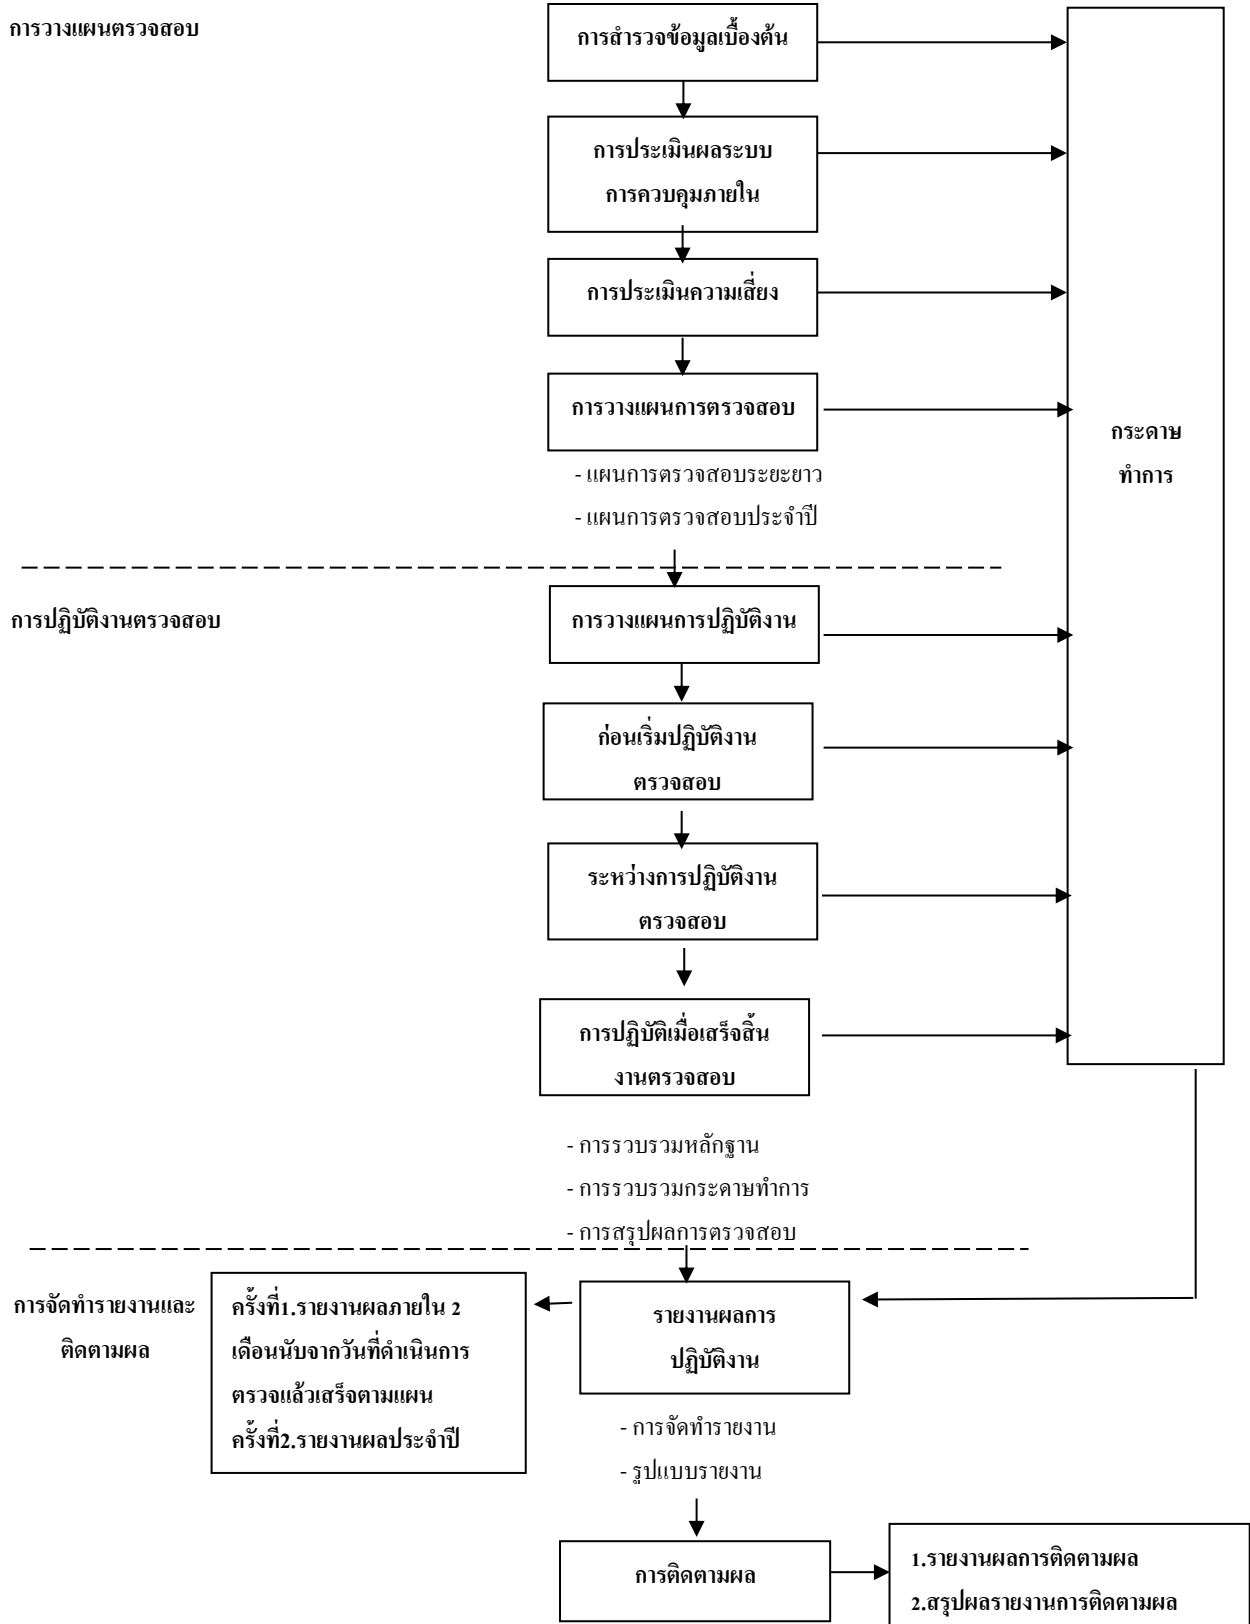 การวางแผนตรวจสอบ
การสำรวจข้อมูลเบื้องต้น
การประเมินผลระบบ
การควบคุมภายใน
การประเมินความเสี่ยง
การวางแผนการตรวจสอบ
- แผนการตรวจสอบระยะยาว
- แผนการตรวจสอบประจำปี
กระดาษ
ทำการ
การปฏิบัติงานตรวจสอบ
การวางแผนการปฏิบัติงาน
ก่อนเริ่มปฏิบัติงาน
ตรวจสอบ
ระหว่างการปฏิบัติงาน
ตรวจสอบ
การปฏิบัติเมื่อเสร็จสิ้น
งานตรวจสอบ
- การรวบรวมหลักฐาน
- การรวบรวมกระดาษทำการ
- การสรุปผลการตรวจสอบ
การจัดทำรายงานและ
ติดตามผล
ครั้งที่1.รายงานผลภายใน 2
เดือนนับจากวันที่ดำเนินการ
ตรวจแล้วเสร็จตามแผน
ครั้งที่2.รายงานผลประจำปี
รายงานผลการ
ปฏิบัติงาน
- การจัดทำรายงาน
- รูปแบบรายงาน
การติดตามผล
1.รายงานผลการติดตามผล
2.สรุปผลรายงานการติดตามผล